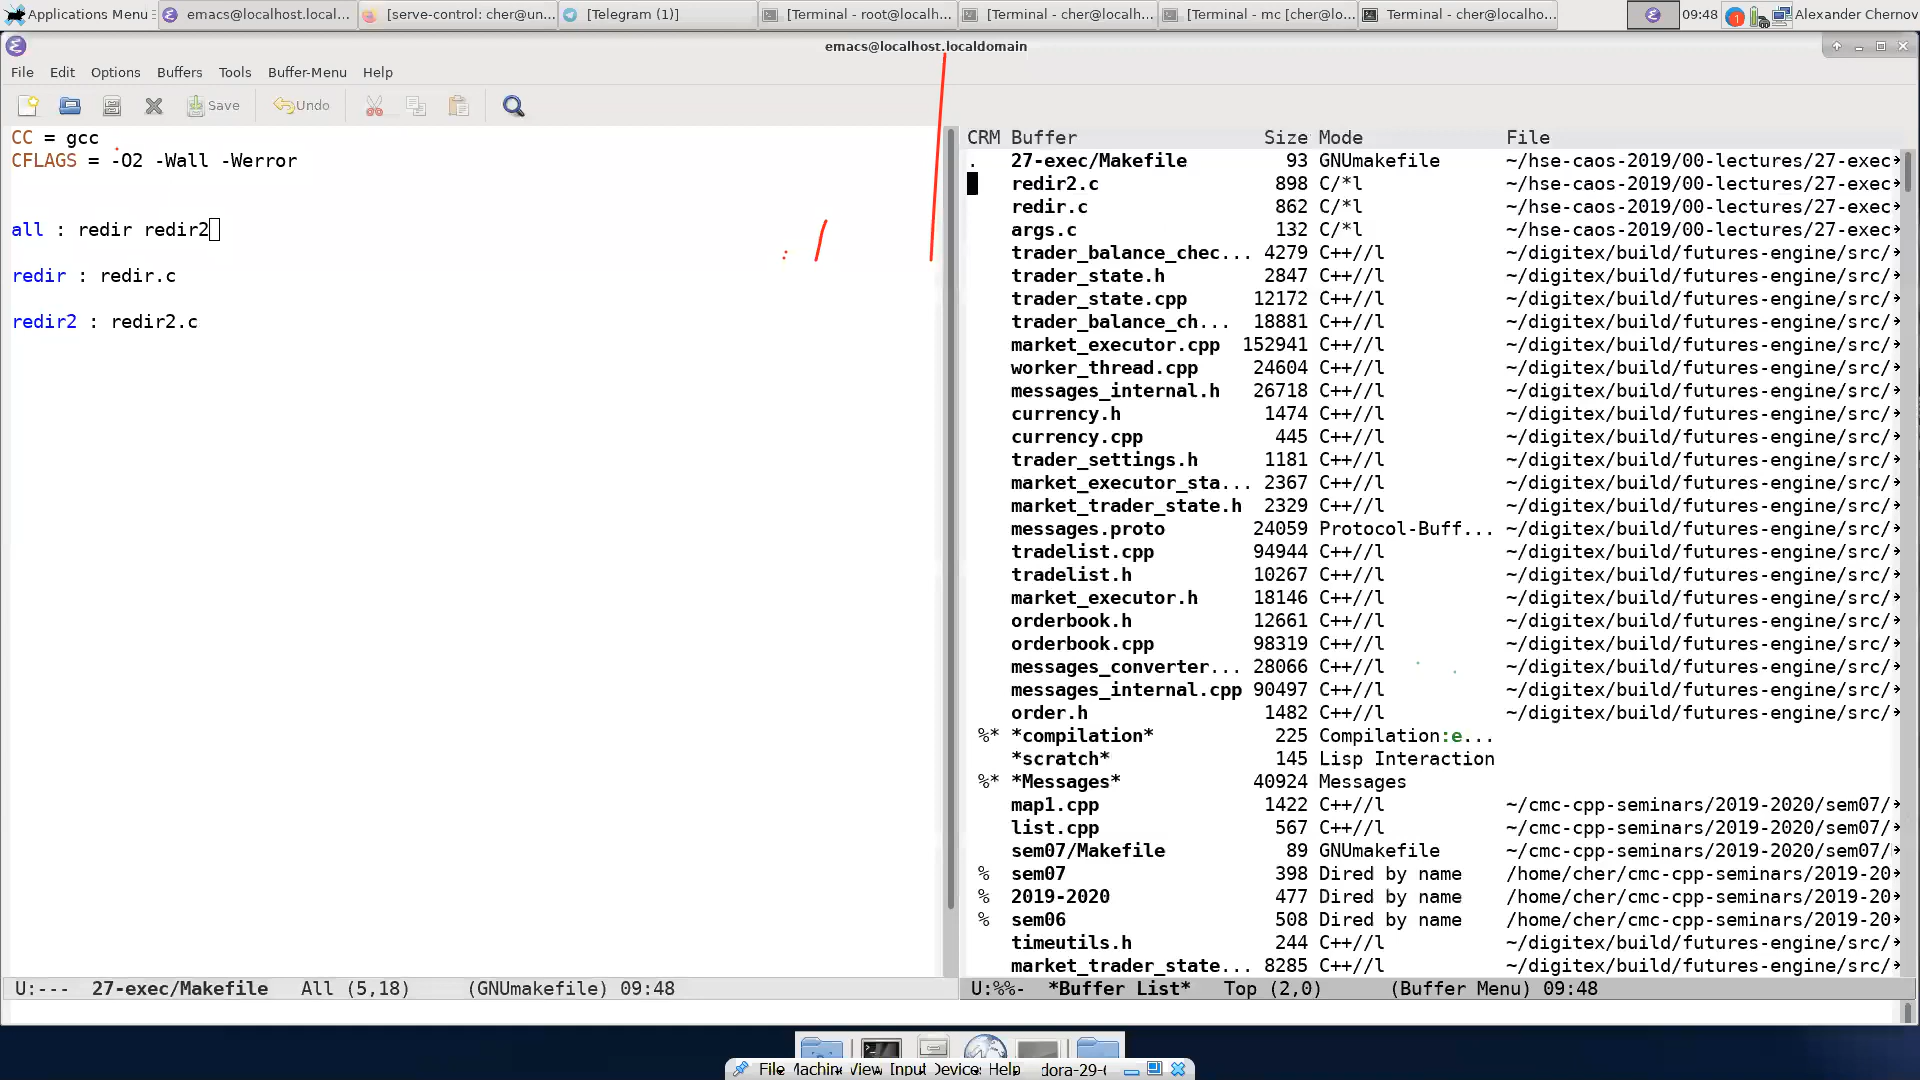 Applications Menu emacs@localhost.local... [serve-control: cher@un... [Telegram (1)] [Terminal - root@localh... [Terminal - cher@localh... [Terminal - mc [cher@lo... Terminal - cher@localho... 09:48 Alexander Chernov
emacs@localhost.localdomain
File Edit Options Buffers Tools Buffer-Menu Help
Save Undo
CC = gcc
CFLAGS = -O2 -Wall -Werror
all : redir redir2
redir : redir.c
redir2 : redir2.c
U:--- 27-exec/Makefile All (5,18) (GNUmakefile) 09:48
CRM Buffer Size Mode File
. 27-exec/Makefile 93 GNUmakefile ~/hse-caos-2019/00-lectures/27-exec
redir2.c 898 C/*l ~/hse-caos-2019/00-lectures/27-exec
redir.c 862 C/*l ~/hse-caos-2019/00-lectures/27-exec
args.c 132 C/*l ~/hse-caos-2019/00-lectures/27-exec
trader_balance_chec... 4279 C++//l ~/digitex/build/futures-engine/src/
trader_state.h 2847 C++//l ~/digitex/build/futures-engine/src/
trader_state.cpp 12172 C++//l ~/digitex/build/futures-engine/src/
trader_balance_ch... 18881 C++//l ~/digitex/build/futures-engine/src/
market_executor.cpp 152941 C++//l ~/digitex/build/futures-engine/src/
worker_thread.cpp 24604 C++//l ~/digitex/build/futures-engine/src/
messages_internal.h 26718 C++//l ~/digitex/build/futures-engine/src/
currency.h 1474 C++//l ~/digitex/build/futures-engine/src/
currency.cpp 445 C++//l ~/digitex/build/futures-engine/src/
trader_settings.h 1181 C++//l ~/digitex/build/futures-engine/src/
market_executor_sta... 2367 C++//l ~/digitex/build/futures-engine/src/
market_trader_state.h 2329 C++//l ~/digitex/build/futures-engine/src/
messages.proto 24059 Protocol-Buff... ~/digitex/build/futures-engine/src/
tradelist.cpp 94944 C++//l ~/digitex/build/futures-engine/src/
tradelist.h 10267 C++//l ~/digitex/build/futures-engine/src/
market_executor.h 18146 C++//l ~/digitex/build/futures-engine/src/
orderbook.h 12661 C++//l ~/digitex/build/futures-engine/src/
orderbook.cpp 98319 C++//l ~/digitex/build/futures-engine/src/
messages_converter... 28066 C++//l ~/digitex/build/futures-engine/src/
messages_internal.cpp 90497 C++//l ~/digitex/build/futures-engine/src/
order.h 1482 C++//l ~/digitex/build/futures-engine/src/
%* *compilation* 225 Compilation:e...
*scratch* 145 Lisp Interaction
%* *Messages* 40924 Messages
map1.cpp 1422 C++//l ~/cmc-cpp-seminars/2019-2020/sem07/
list.cpp 567 C++//l ~/cmc-cpp-seminars/2019-2020/sem07/
sem07/Makefile 89 GNUmakefile ~/cmc-cpp-seminars/2019-2020/sem07/
% sem07 398 Dired by name /home/cher/cmc-cpp-seminars/2019-20
% 2019-2020 477 Dired by name /home/cher/cmc-cpp-seminars/2019-20
% sem06 508 Dired by name /home/cher/cmc-cpp-seminars/2019-20
timeutils.h 244 C++//l ~/digitex/build/futures-engine/src/
market_trader_state... 8285 C++//l ~/digitex/build/futures-engine/src/
U:%%- *Buffer List* Top (2,0) (Buffer Menu) 09:48
File Machine View Input Devices Help dora-29-